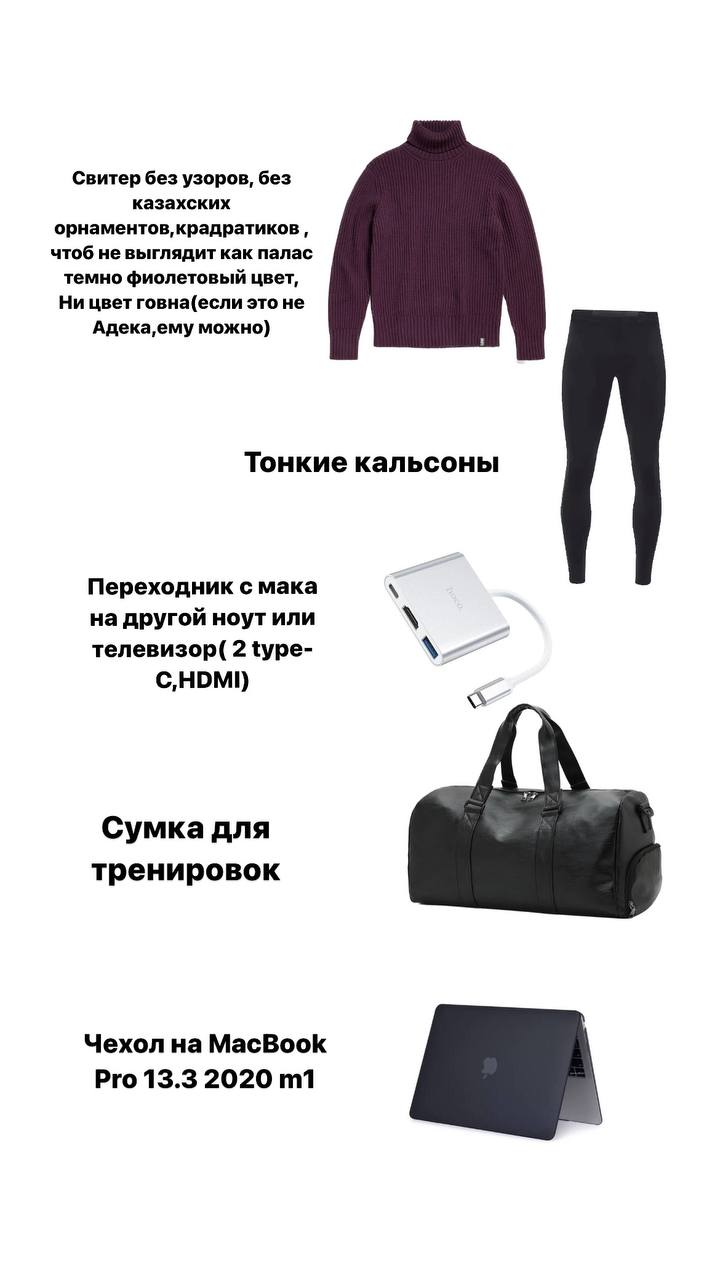 Свитер без узоров, без
казахских
орнаментов,крадратиков ,
чтоб не выглядит как палас
темно фиолетовый цвет,
Ни цвет говна(если это не
Адека,ему можно)
Тонкие кальсоны
Переходник с мака
на другой ноут или
телевизор( 2 type-
C,HDMI)
hoco.
Сумка для
тренировок
Чехол на MacBook
Pro 13.3 2020 m1